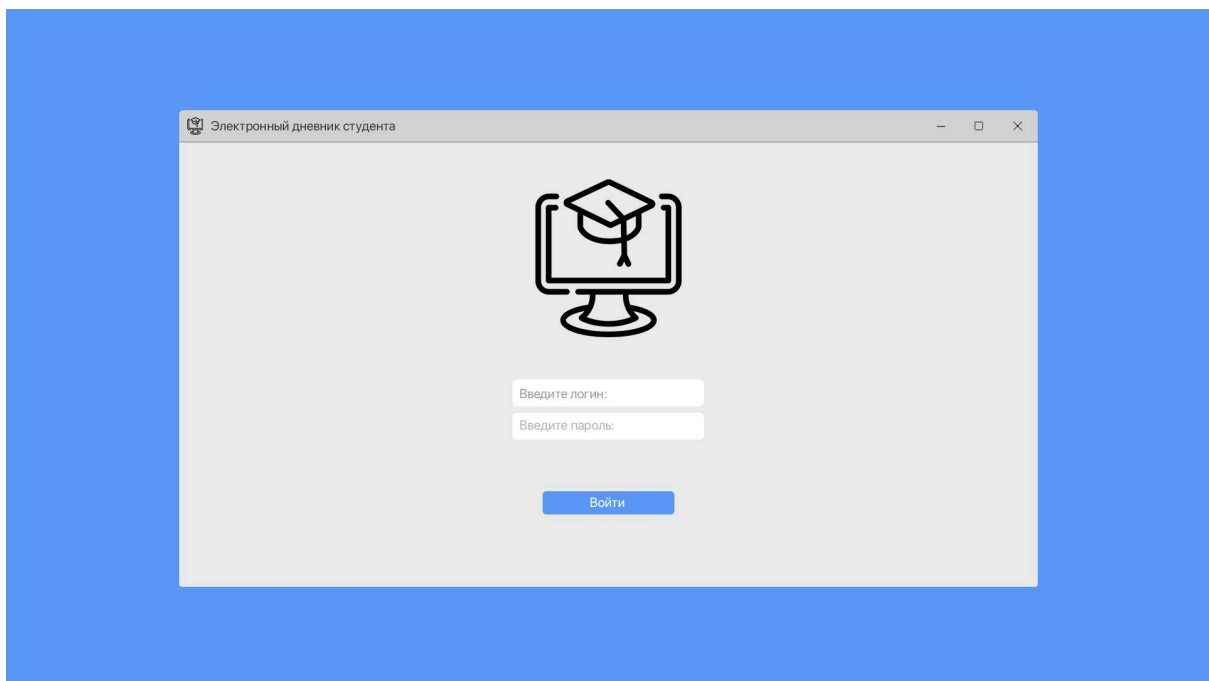 Электронный дневник студента
Введите логин:
Введите пароль:
Войти